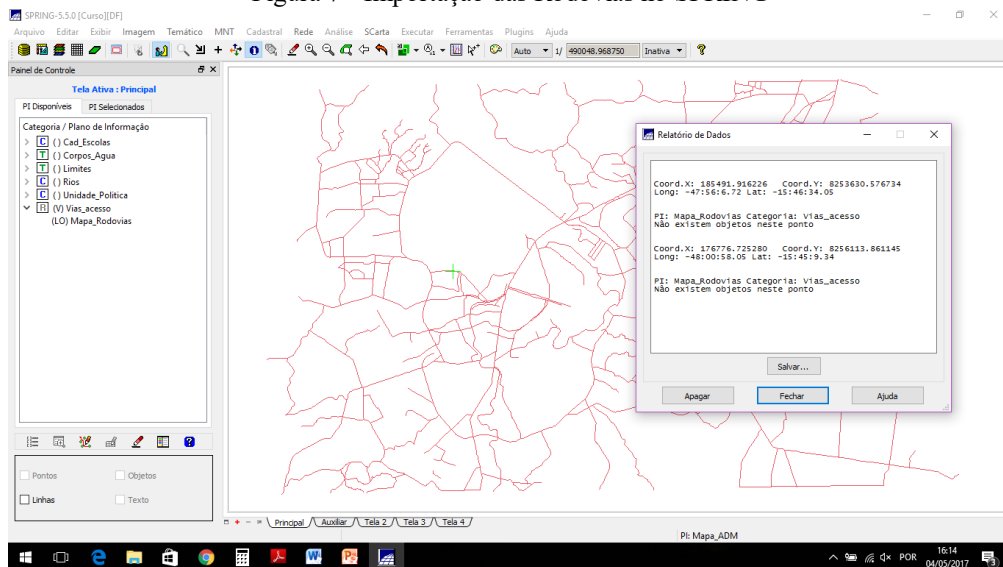 SPRING-5.5.0 [Curso][DF]
Arquivo Editar Exibir Imagem Temático MNT Cadastral Rede Análise SCarta Executar Ferramentas Plugins Ajuda
Auto 1/ 490048.968750 Inativa
Painel de Controle
Tela Ativa : Principal
PI Disponíveis PI Selecionados
Categoria / Plano de Informação
C ( ) Cad_Escolas
T ( ) Corpos_Agua
T ( ) Limites
C ( ) Rios
C ( ) Unidade_Politica
R (V) Vias_acesso
(LO) Mapa_Rodovias
Pontos Objetos
Linhas Texto
Relatório de Dados
Coord.X: 185491.916226 Coord.Y: 8253630.576734
Long: -47:56:6.72 Lat: -15:46:34.05
PI: Mapa_Rodovias Categoria: Vias_acesso
Não existem objetos neste ponto
Coord.X: 176776.725280 Coord.Y: 8256113.861145
Long: -48:00:58.05 Lat: -15:45:9.34
PI: Mapa_Rodovias Categoria: Vias_acesso
Não existem objetos neste ponto
Salvar...
Apagar Fechar Ajuda
Principal Auxiliar Tela 2 Tela 3 Tela 4
PI: Mapa_ADM
POR 16:14
04/05/2017